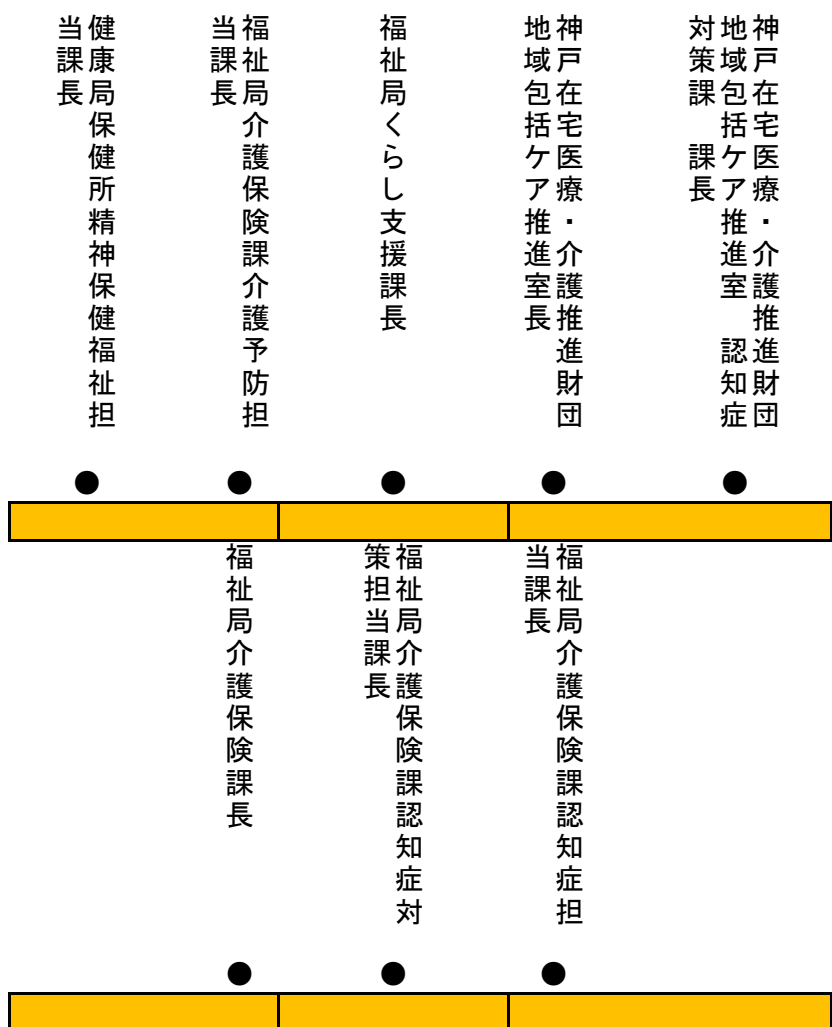 神戸在宅医療・介護推進財団
地域包括ケア推進室　認知症
対策課　課長
神戸在宅医療・介護推進財団
地域包括ケア推進室長
福祉局くらし支援課長
福祉局介護保険課介護予防担
当課長
健康局保健所精神保健福祉担
当課長
福祉局介護保険課認知症担
当課長
福祉局介護保険課認知症対
策担当課長
福祉局介護保険課長